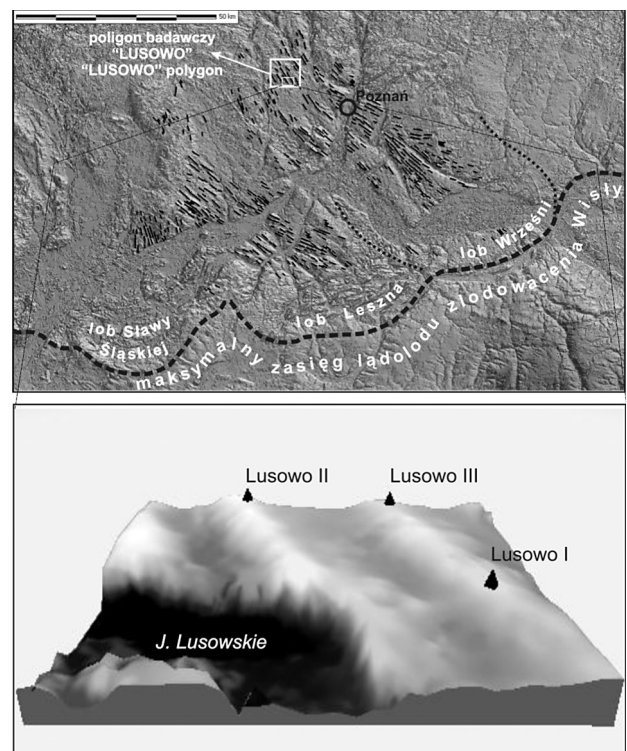 50 km
poligon badawczy
“LUSOWO”
“LUSOWO” polygon
Poznań
lob Wrześni
lob Leszna
lob Sławy
Śląskiej
maksymalny zasięg lądolodu zlodowacenia Wisły
Lusowo II
Lusowo III
Lusowo I
J. Lusowskie